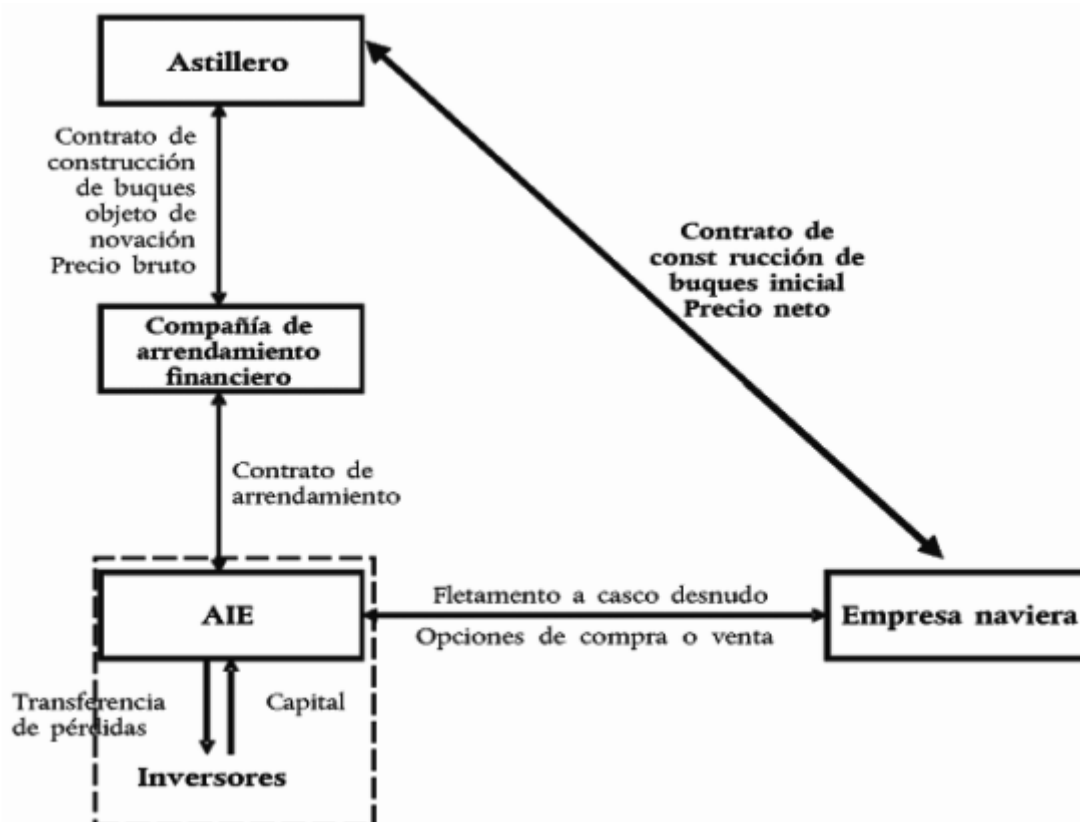 Astillero
Contrato de
construcción
de buques
objeto de
novación
Precio bruto
Contrato de
const rucción de
buques inicial
Precio neto
Compañía de
arrendamiento
financiero
Contrato de
arrendamiento
AIE
Fletamento a casco desnudo
Opciones de compra o venta
Empresa naviera
Transferencia
de pérdidas
Capital
Inversores